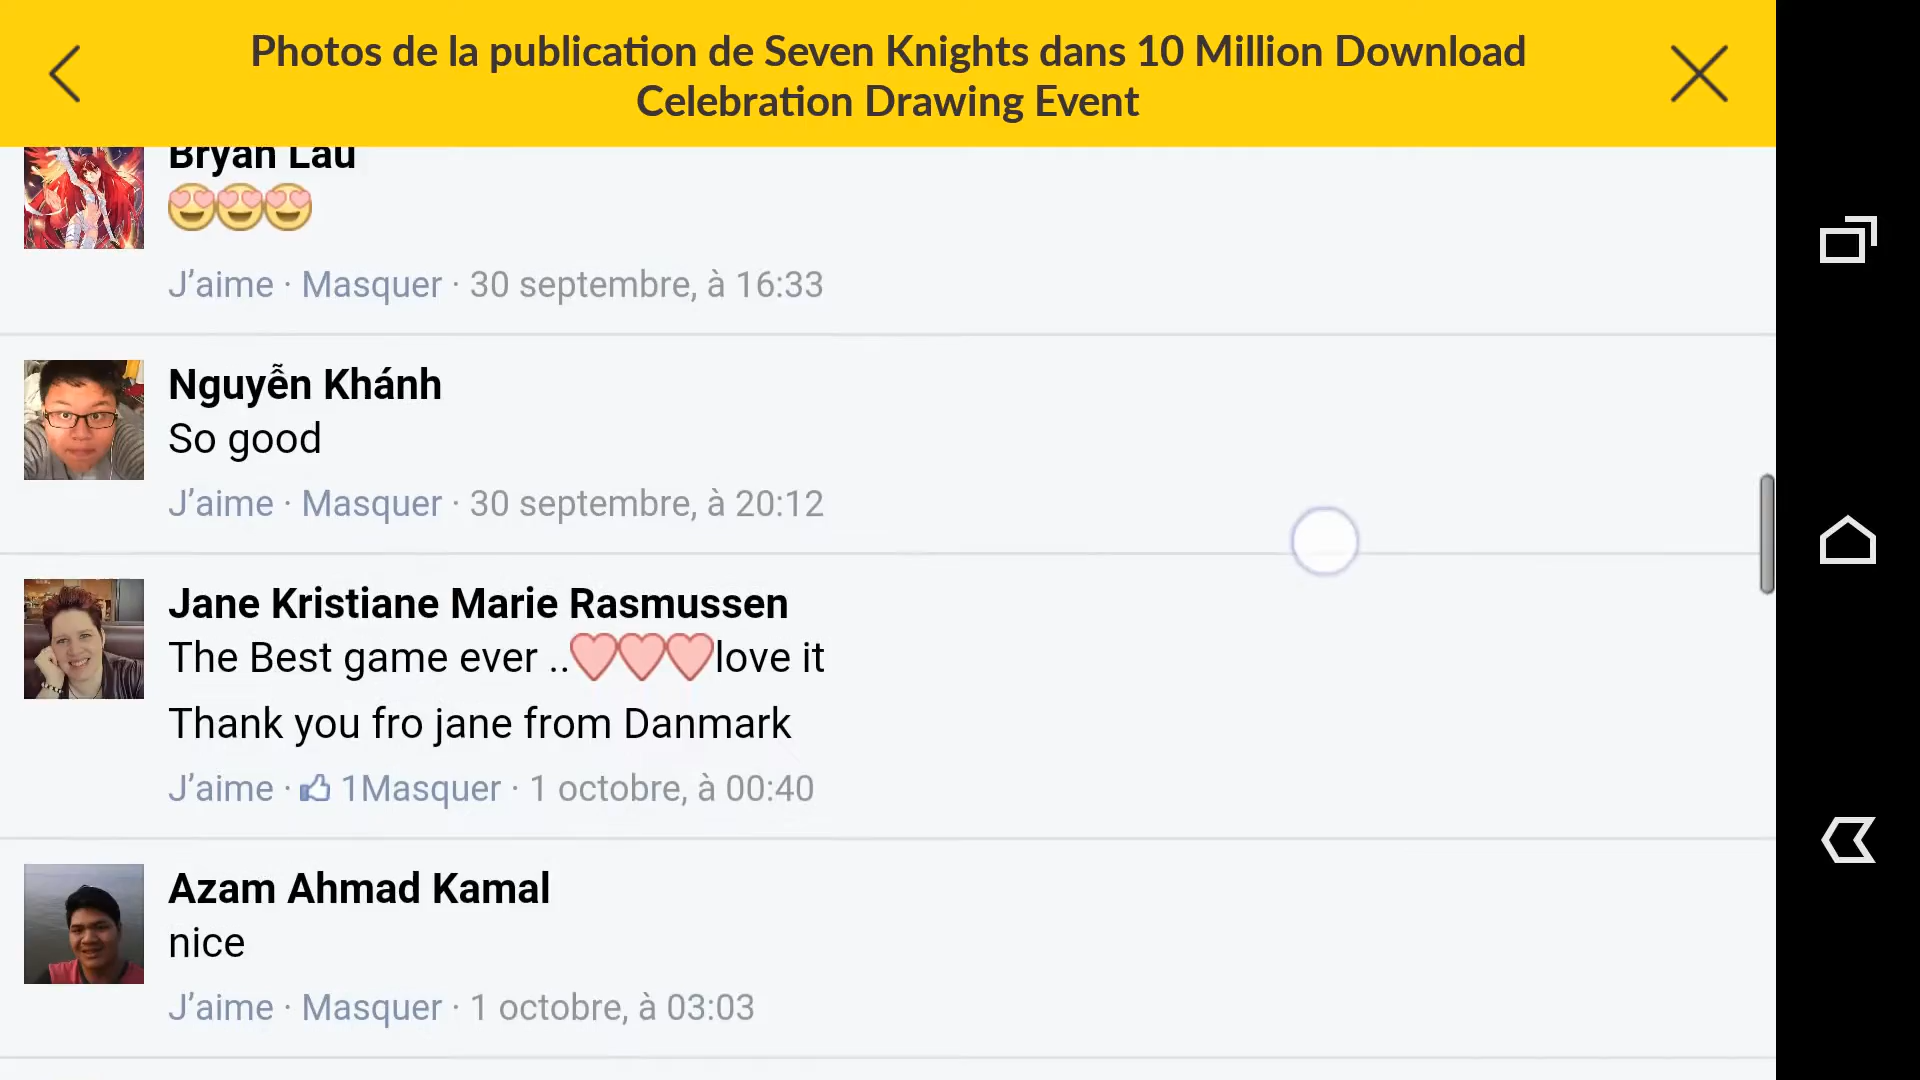 Photos de la publication de Seven Knights dans 10 Million Download
Celebration Drawing Event
Bryan Lau
J’aime · Masquer · 30 septembre, à 16:33
Nguyễn Khánh
So good
J’aime · Masquer · 30 septembre, à 20:12
Jane Kristiane Marie Rasmussen
The Best game ever ..love it
Thank you fro jane from Danmark
J’aime · 1Masquer · 1 octobre, à 00:40
Azam Ahmad Kamal
nice
J’aime · Masquer · 1 octobre, à 03:03